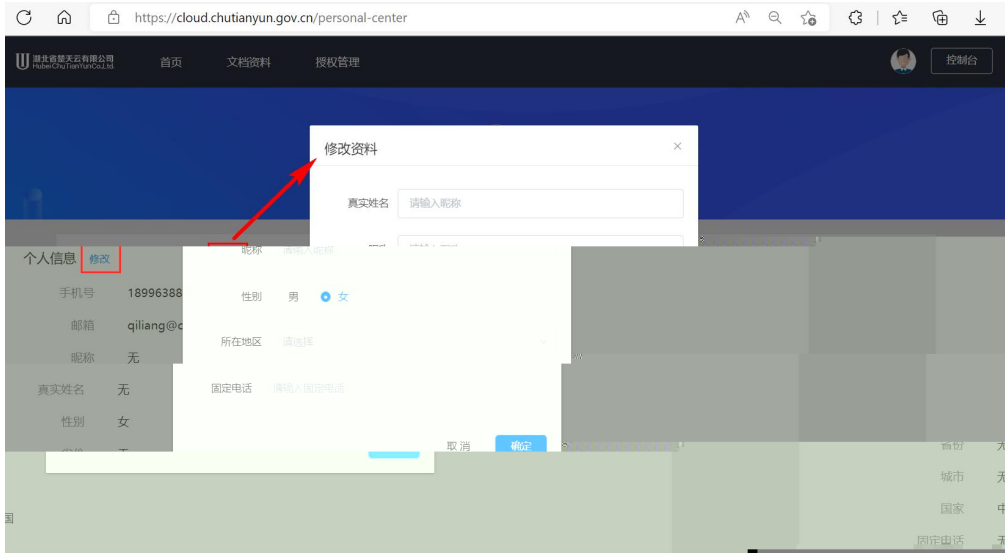 https://cloud.chutianyun.gov.cn/personal-center
湖北省楚天云有限公司
HubeiChuTianYunCo.,Ltd.
首页 文档资料 授权管理 控制台
修改资料
真实姓名 请输入昵称
个人信息 修改
昵称 请输入昵称
手机号 18996388
性别 男 女
邮箱 qiliang@c
所在地区 请选择
昵称 无
真实姓名 无
固定电话 请输入固定电话
性别 女
取消 确定
省份 无
城市 无
国家 中
国
固定电话 无